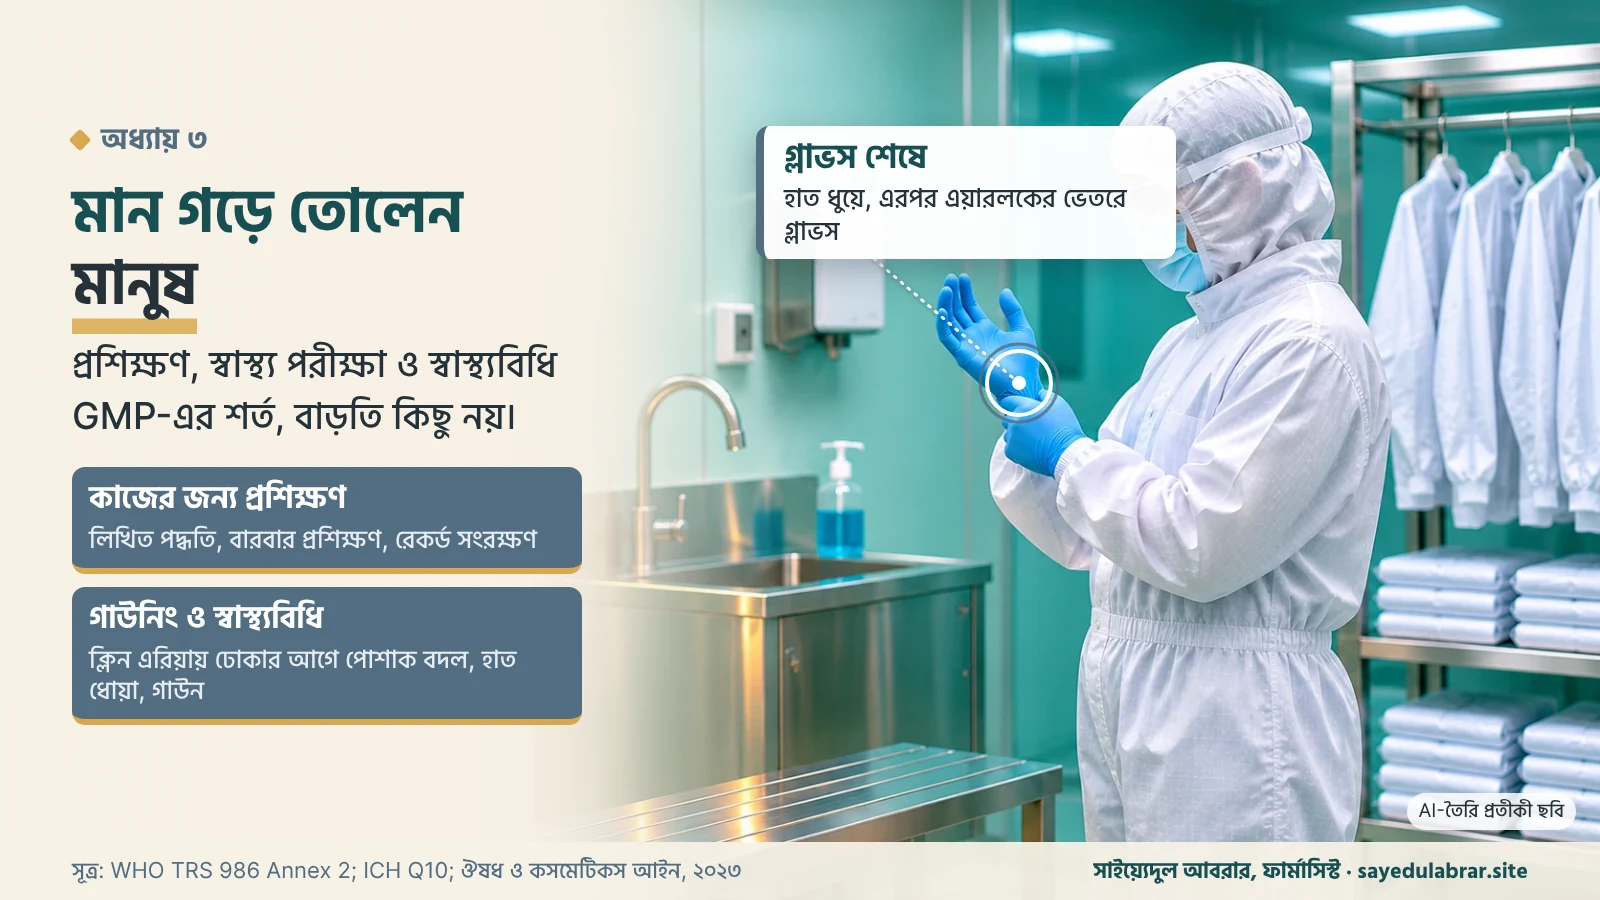 অধ্যায় ৩
মান গড়ে তোলেন
মানুষ
প্রশিক্ষণ, স্বাস্থ্য পরীক্ষা ও স্বাস্থ্যবিধি
GMP-এর শর্ত, বাড়তি কিছু নয়।
কাজের জন্য প্রশিক্ষণ
লিখিত পদ্ধতি, বারবার প্রশিক্ষণ, রেকর্ড সংরক্ষণ
গাউনিং ও স্বাস্থ্যবিধি
ক্লিন এরিয়ায় ঢোকার আগে পোশাক বদল, হাত
ধোয়া, গাউন
গ্লাভস শেষে
হাত ধুয়ে, এরপর এয়ারলকের ভেতরে
গ্লাভস
AI-তৈরি প্রতীকী ছবি
সূত্র: WHO TRS 986 Annex 2; ICH Q10; ঔষধ ও কসমেটিকস আইন, ২০২৩
সাইয়্যেদুল আবরার, ফার্মাসিস্ট · sayedulabrar.site